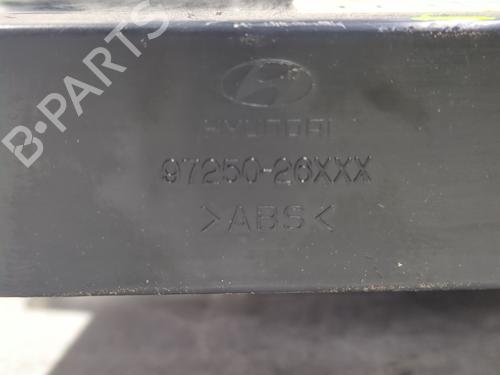 B-PARTS
HYUNDAI
97250-26XXX
>ABS<